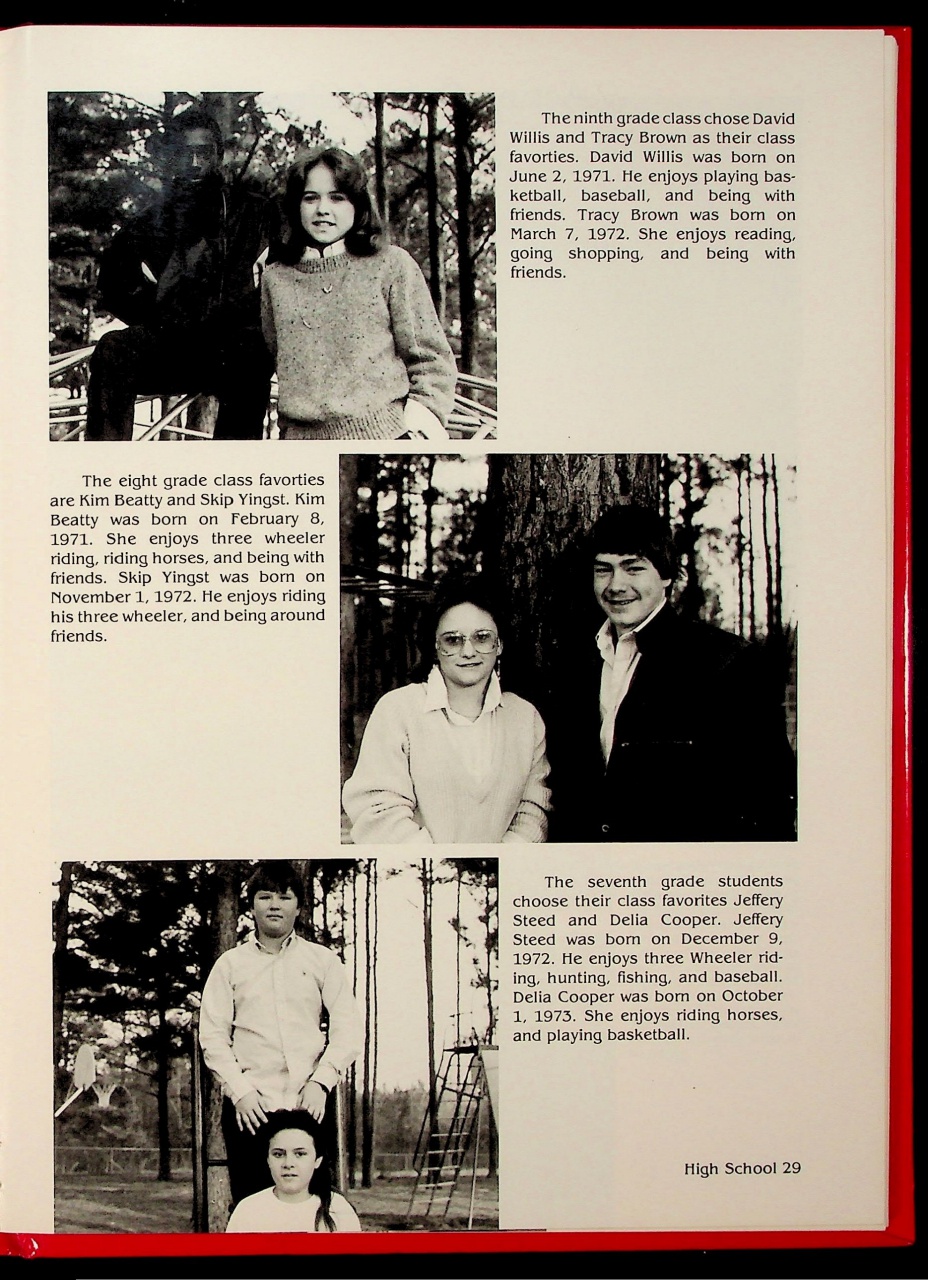 The ninth grade class chose David
Willis and Tracy Brown as their class
favorties. David Willis was born on
June 2, 1971. He enjoys playing bas-
ketball, baseball, and being with
friends. Tracy Brown was born on
March 7, 1972. She enjoys reading,
going shopping, and being with
friends.
The eight grade class favorties
are Kim Beatty and Skip Yingst. Kim
Beatty was born on February 8,
1971. She enjoys three wheeler
riding, riding horses, and being with
friends. Skip Yingst was born on
November 1, 1972. He enjoys riding
his three wheeler, and being around
friends.
The seventh grade students
choose their class favorites Jeffery
Steed and Delia Cooper. Jeffery
Steed was born on December 9,
1972. He enjoys three Wheeler rid-
ing, hunting, fishing, and baseball.
Delia Cooper was born on October
1, 1973. She enjoys riding horses,
and playing basketball.
High School 29